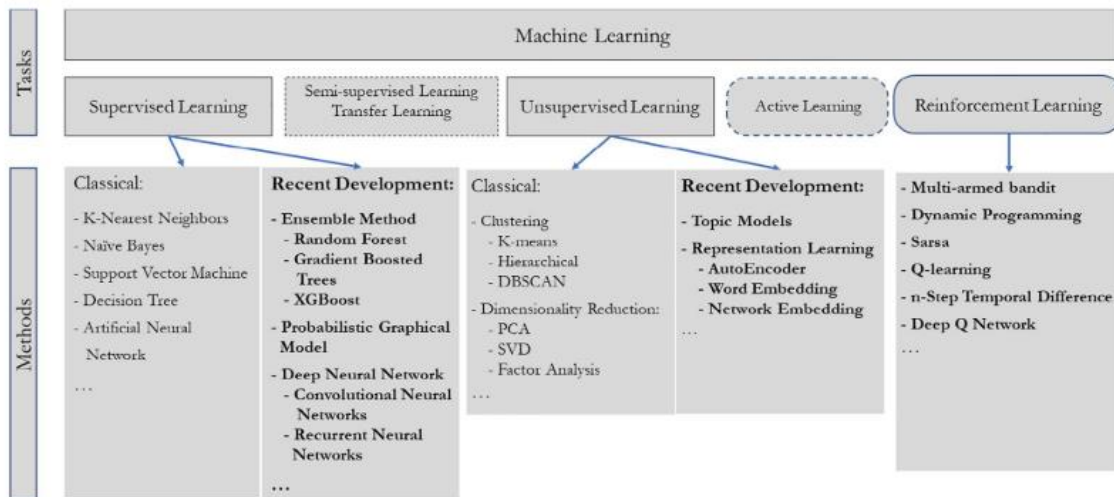 Tasks
Machine Learning
Supervised Learning
Semi-supervised Learning
Transfer Learning
Unsupervised Learning
Active Learning
Reinforcement Learning
Methods
Classical:
- K-Nearest Neighbors
- Naïve Bayes
- Support Vector Machine
- Decision Tree
- Artificial Neural
Network
…
Recent Development:
- Ensemble Method
- Random Forest
- Gradient Boosted
Trees
- XGBoost
- Probabilistic Graphical
Model
- Deep Neural Network
- Convolutional Neural
Networks
- Recurrent Neural
Networks
…
Classical:
- Clustering
- K-means
- Hierarchical
- DBSCAN
- Dimensionality Reduction:
- PCA
- SVD
- Factor Analysis
…
Recent Development:
- Topic Models
- Representation Learning
- AutoEncoder
- Word Embedding
- Network Embedding
…
- Multi-armed bandit
- Dynamic Programming
- Sarsa
- Q-learning
- n-Step Temporal Difference
- Deep Q Network
…